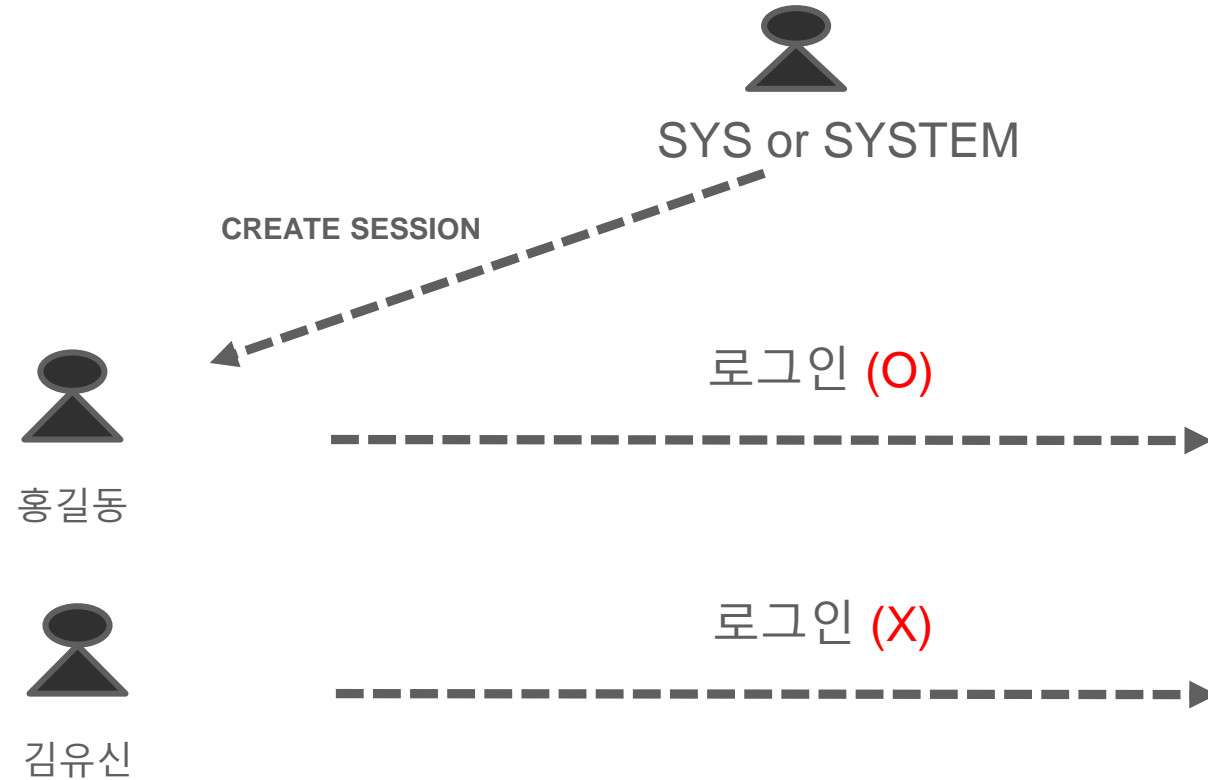 SYS or SYSTEM
CREATE SESSION
로그인 (O)
홍길동
로그인 (X)
김유신